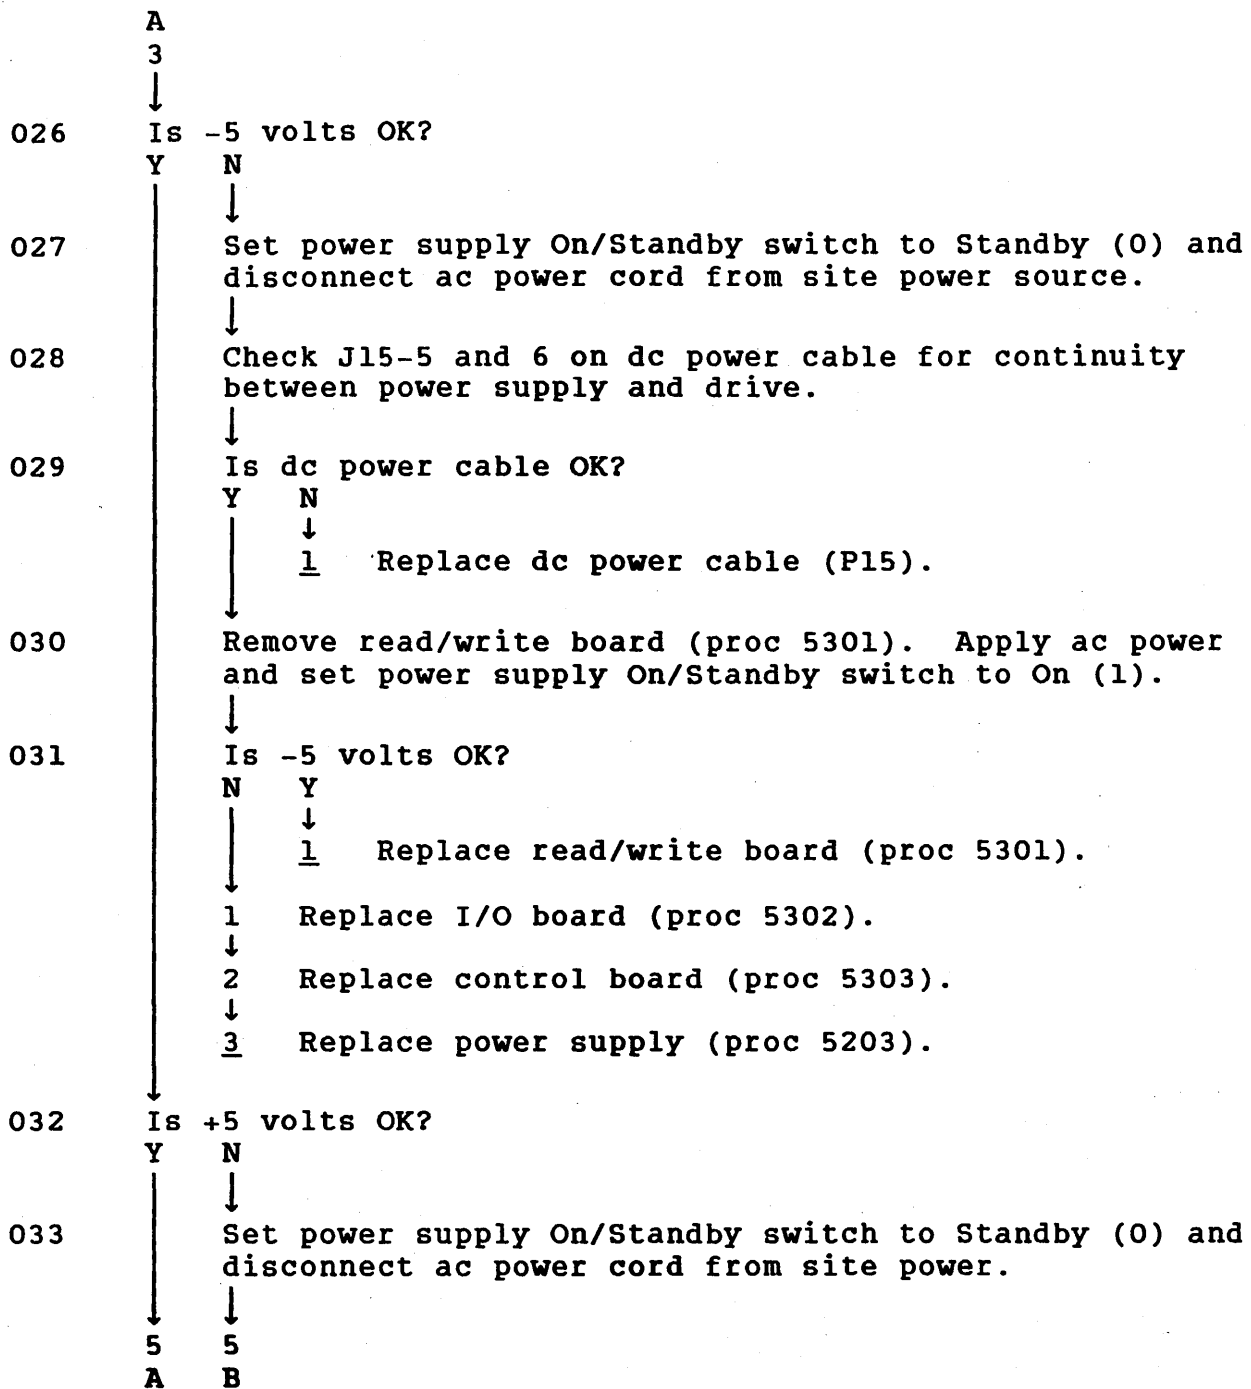 A
3
026 Is -5 volts OK?
Y N
027 Set power supply On/Standby switch to Standby (0) and
disconnect ac power cord from site power source.
028 Check J15-5 and 6 on dc power cable for continuity
between power supply and drive.
029 Is dc power cable OK?
Y N
1 Replace dc power cable (P15).
030 Remove read/write board (proc 5301). Apply ac power
and set power supply On/Standby switch to On (1).
031 Is -5 volts OK?
N Y
1 Replace read/write board (proc 5301).
1 Replace I/O board (proc 5302).
2 Replace control board (proc 5303).
3 Replace power supply (proc 5203).
032 Is +5 volts OK?
Y N
033 Set power supply On/Standby switch to Standby (0) and
disconnect ac power cord from site power.
5 5
A B